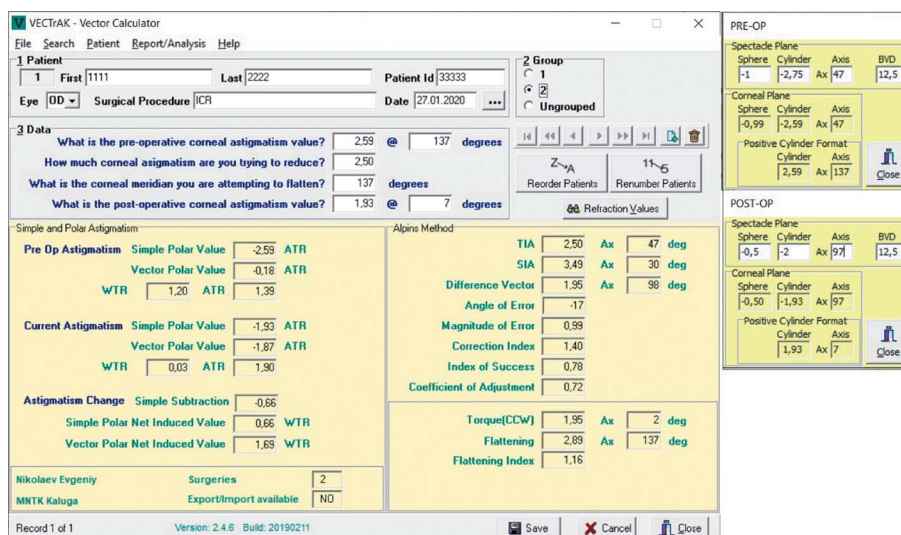 VECTrAK - Vector Calculator
File Search Patient Report/Analysis Help
1 Patient
1 First 1111 Last 2222 Patient Id 33333
Eye OD Surgical Procedure ICR Date 27.01.2020 ...
2 Group
1
2
Ungrouped
3 Data
What is the pre-operative corneal astigmatism value? 2,59 @ 137 degrees
How much corneal asigmatism are you trying to reduce? 2,50
What is the corneal meridian you are attempting to flatten? 137 degrees
What is the post-operative corneal astigmatism value? 1,93 @ 7 degrees
Z A 11 5
Reorder Patients Renumber Patients
Refraction Values
Simple and Polar Astigmatism
Pre Op Astigmatism Simple Polar Value -2,59 ATR
Vector Polar Value -0,18 ATR
WTR 1,20 ATR 1,39
Current Astigmatism Simple Polar Value -1,93 ATR
Vector Polar Value -1,87 ATR
WTR 0,03 ATR 1,90
Astigmatism Change Simple Subtraction -0,66
Simple Polar Net Induced Value 0,66 WTR
Vector Polar Net Induced Value 1,69 WTR
Nikolaev Evgeniy Surgeries 2
MNTK Kaluga Export/Import available NO
Alpins Method
TIA 2,50 Ax 47 deg
SIA 3,49 Ax 30 deg
Difference Vector 1,95 Ax 98 deg
Angle of Error -17
Magnitude of Error 0,99
Correction Index 1,40
Index of Success 0,78
Coefficient of Adjustment 0,72
Torque(CCW) 1,95 Ax 2 deg
Flattening 2,89 Ax 137 deg
Flattening Index 1,16
Record 1 of 1 Version: 2.4.6 Build: 20190211 Save Cancel Close
PRE-OP
Spectacle Plane
Sphere Cylinder Axis BVD
-1 -2,75 Ax 47 12,5
Corneal Plane
Sphere Cylinder Axis
-0,99 -2,59 Ax 47
Positive Cylinder Format
Cylinder Axis
2,59 Ax 137
Close
POST-OP
Spectacle Plane
Sphere Cylinder Axis BVD
-0,5 -2 Ax 97 12,5
Corneal Plane
Sphere Cylinder Axis
-0,50 -1,93 Ax 97
Positive Cylinder Format
Cylinder Axis
1,93 Ax 7
Close